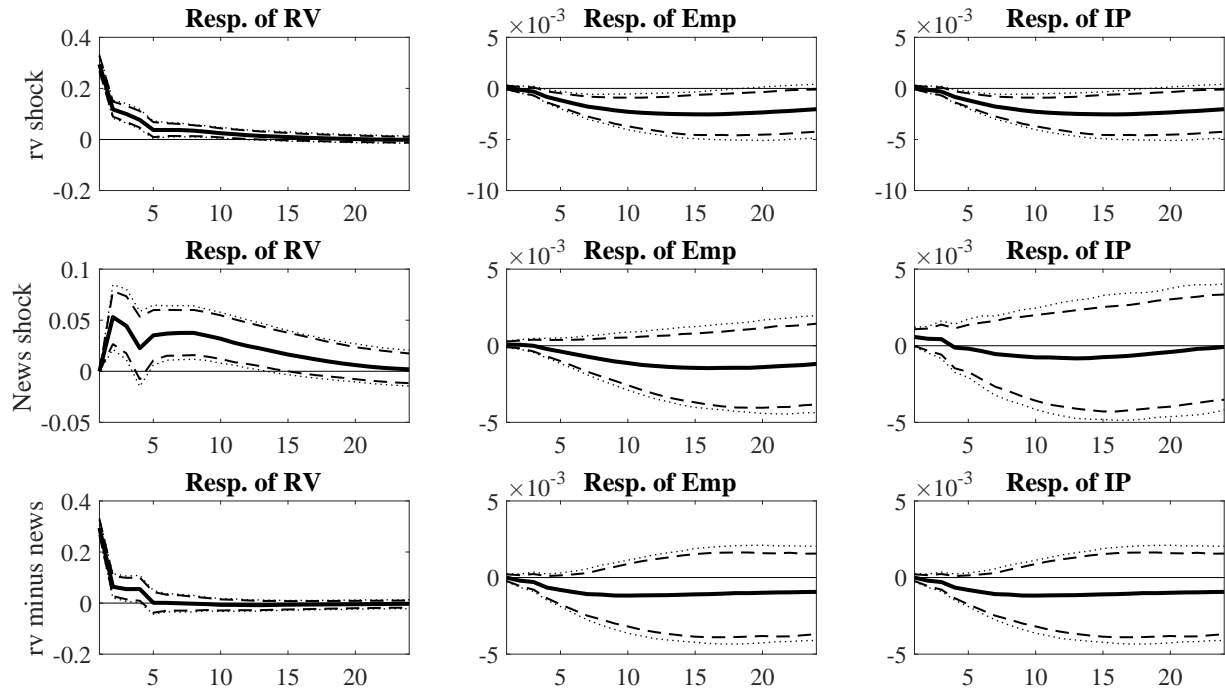 Resp. of RV
Resp. of Emp
Resp. of IP
rv shock
0.4
0.2
0
-0.2
5 10 15 20
×10⁻³
5
0
-5
-10
5 10 15 20
×10⁻³
5
0
-5
-10
5 10 15 20
Resp. of RV
Resp. of Emp
Resp. of IP
News shock
0.1
0.05
0
-0.05
5 10 15 20
×10⁻³
5
0
-5
5 10 15 20
×10⁻³
5
0
-5
5 10 15 20
Resp. of RV
Resp. of Emp
Resp. of IP
rv minus news
0.4
0.2
0
-0.2
5 10 15 20
×10⁻³
5
0
-5
5 10 15 20
×10⁻³
5
0
-5
5 10 15 20